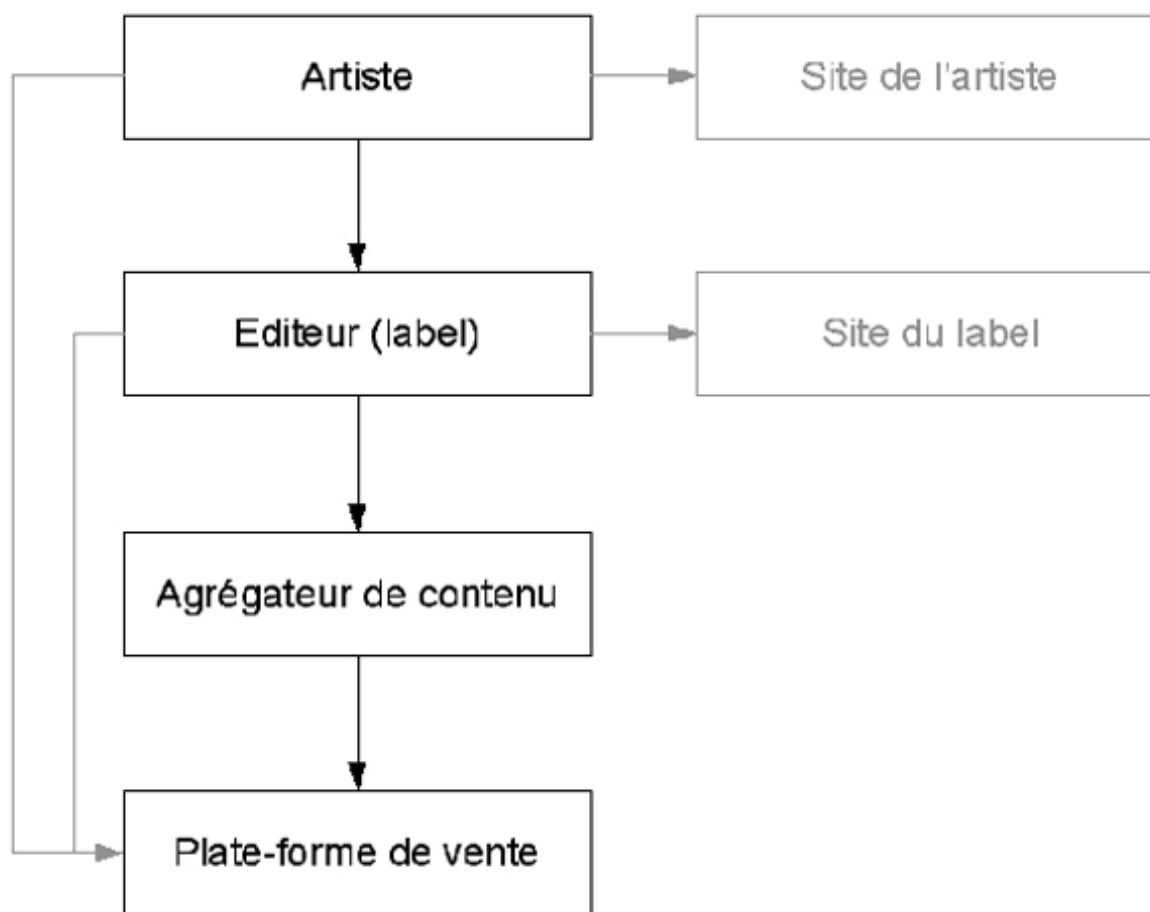 Artiste
Site de l'artiste
Editeur (label)
Site du label
Agrégateur de contenu
Plate-forme de vente